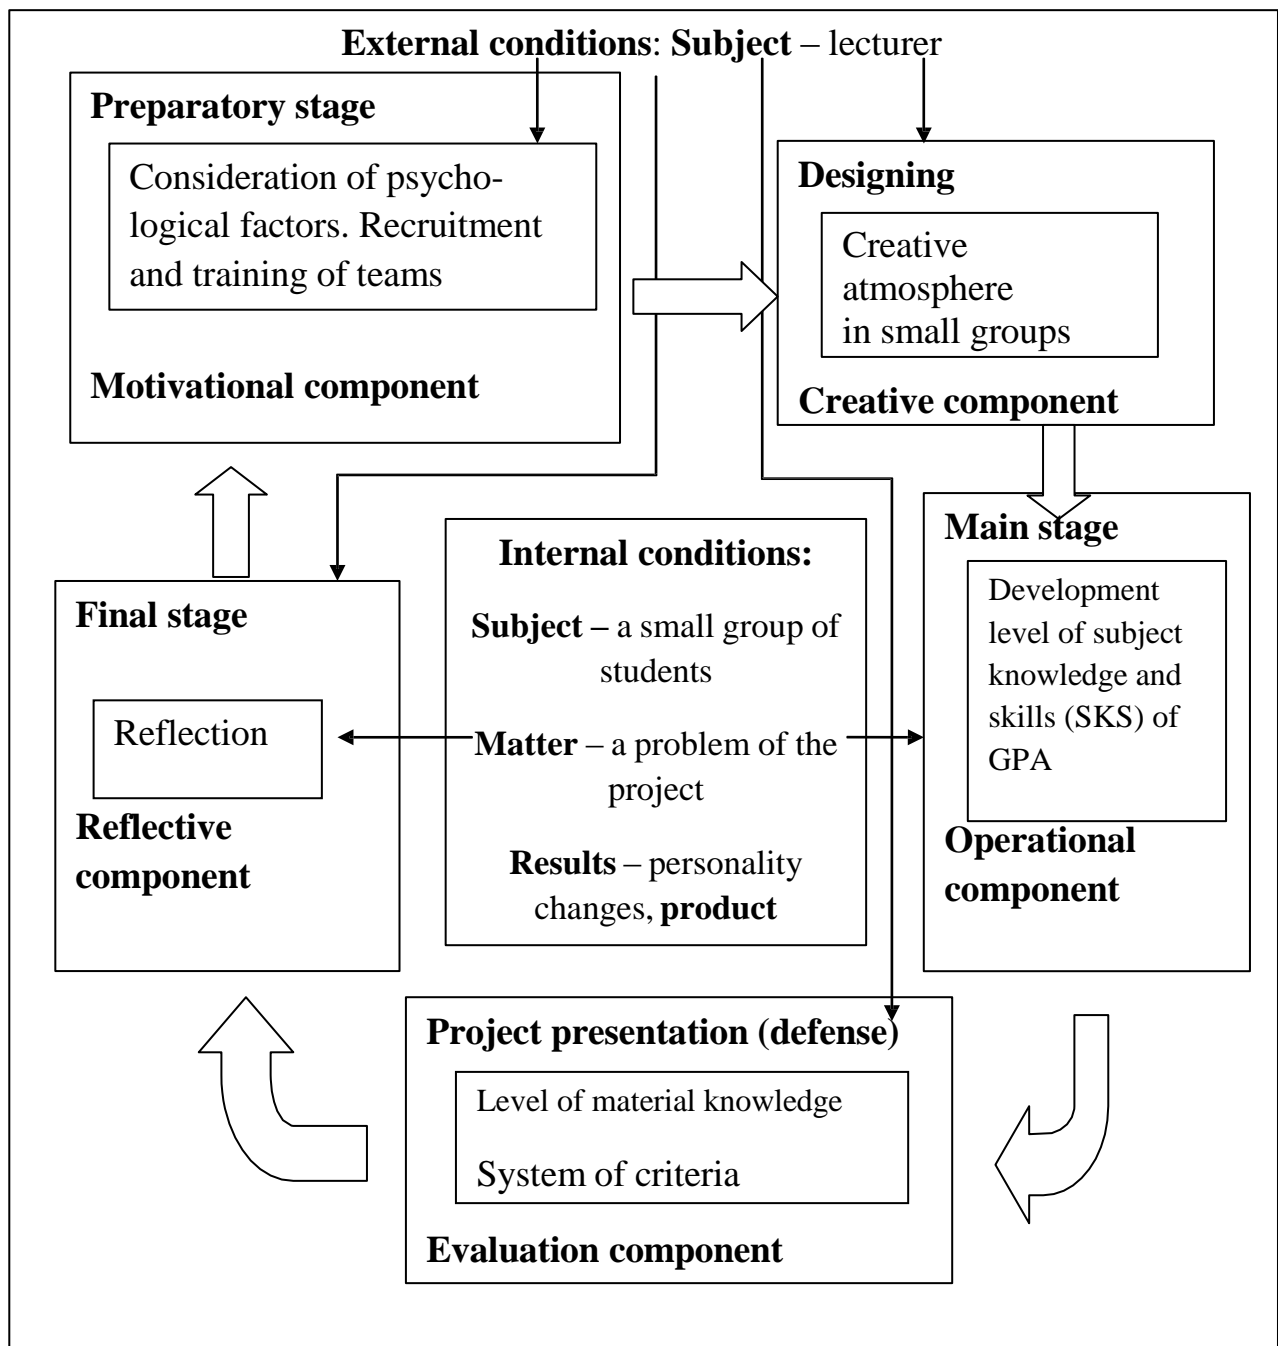 External conditions: Subject – lecturer
Preparatory stage
Consideration of psycho-
logical factors. Recruitment
and training of teams
Motivational component
Designing
Creative
atmosphere
in small groups
Creative component
Main stage
Development
level of subject
knowledge and
skills (SKS) of
GPA
Operational
component
Internal conditions:
Subject – a small group of
students
Matter – a problem of the
project
Results – personality
changes, product
Final stage
Reflection
Reflective
component
Project presentation (defense)
Level of material knowledge
System of criteria
Evaluation component